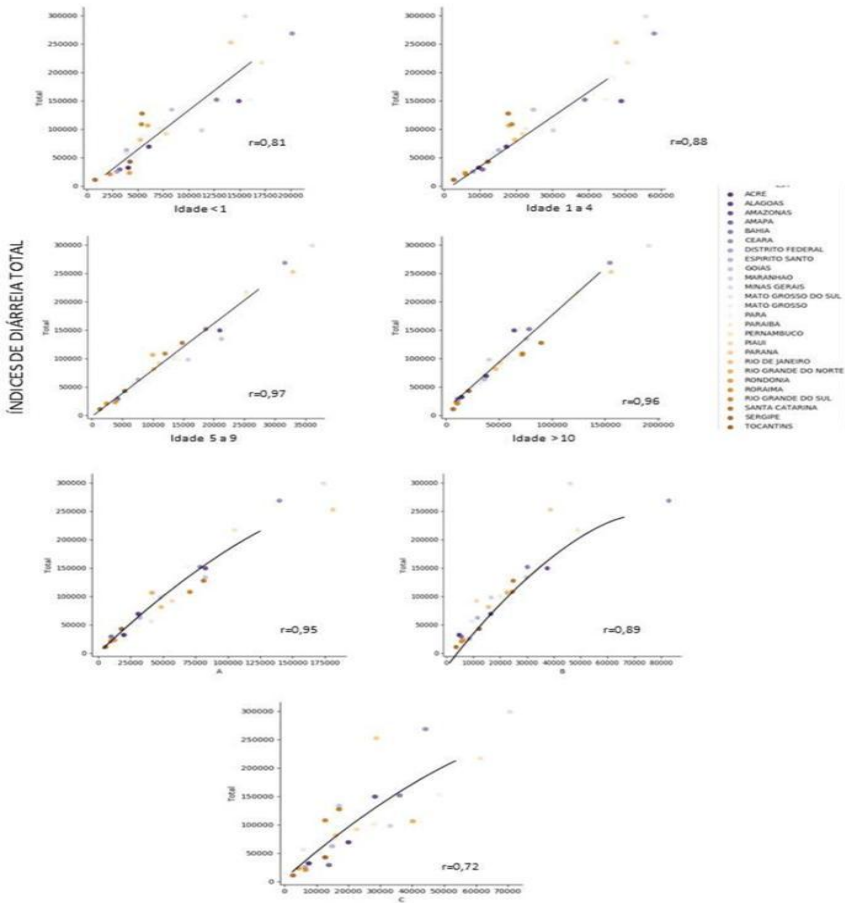 300000
250000
200000
150000
100000
50000
0
Total
r=0,81
0 2500 5000 7500 10000 12500 15000 17500 20000
Idade <1
300000
250000
200000
150000
100000
50000
0
Total
r=0,88
0 10000 20000 30000 40000 50000 60000
Idade 1 a 4
ÍNDICES DE DIÁRREIA TOTAL
300000
250000
200000
150000
100000
50000
0
Total
r=0,97
0 5000 10000 15000 20000 25000 30000 35000
Idade 5 a 9
300000
250000
200000
150000
100000
50000
0
Total
r=0,96
0 50000 100000 150000 200000
Idade >10
ACRE
ALAGOAS
AMAZONAS
AMAPA
BAHIA
CEARA
DISTRITO FEDERAL
ESPIRITO SANTO
GOIAS
MARANHAO
MINAS GERAIS
MATO GROSSO DO SUL
MATO GROSSO
PARA
PARAIBA
PERNAMBUCO
PIAUI
PARANA
RIO DE JANEIRO
RIO GRANDE DO NORTE
RONDONIA
RORAIMA
RIO GRANDE DO SUL
SANTA CATARINA
SERGIPE
TOCANTINS
300000
250000
200000
150000
100000
50000
0
Total
r=0,95
0 25000 50000 75000 100000 125000 150000 175000
A
300000
250000
200000
150000
100000
50000
0
Total
r=0,89
0 10000 20000 30000 40000 50000 60000 70000 80000
B
300000
250000
200000
150000
100000
50000
0
Total
r=0,72
0 10000 20000 30000 40000 50000 60000 70000
C